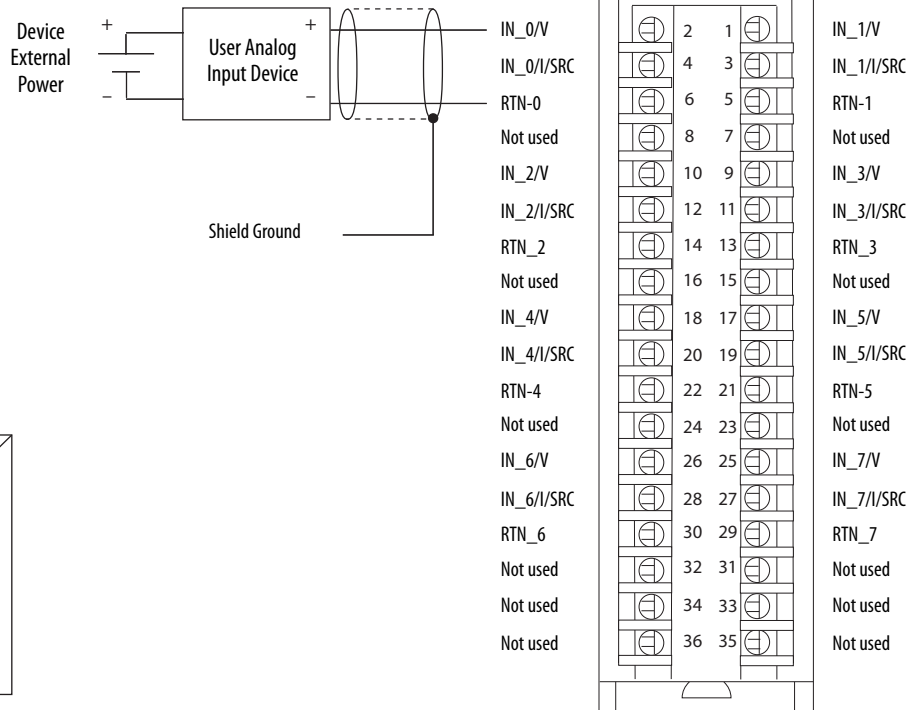 Device
External
Power
+
−
User Analog
Input Device
+
−
Shield Ground
IN_0/V 2 1 IN_1/V
IN_0/I/SRC 4 3 IN_1/I/SRC
RTN-0 6 5 RTN-1
Not used 8 7 Not used
IN_2/V 10 9 IN_3/V
IN_2/I/SRC 12 11 IN_3/I/SRC
RTN_2 14 13 RTN_3
Not used 16 15 Not used
IN_4/V 18 17 IN_5/V
IN_4/I/SRC 20 19 IN_5/I/SRC
RTN-4 22 21 RTN-5
Not used 24 23 Not used
IN_6/V 26 25 IN_7/V
IN_6/I/SRC 28 27 IN_7/I/SRC
RTN_6 30 29 RTN_7
Not used 32 31 Not used
Not used 34 33 Not used
Not used 36 35 Not used